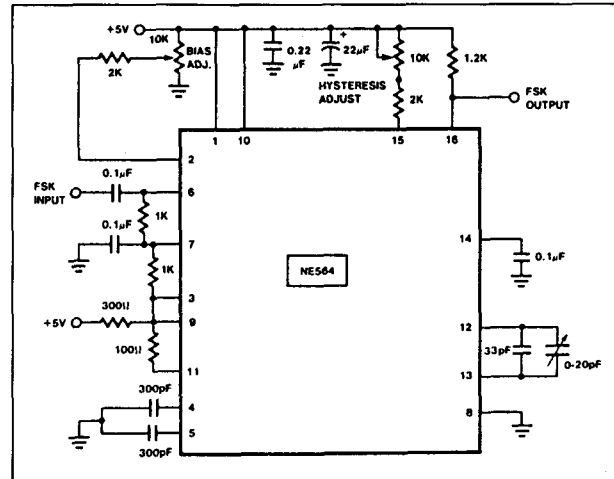 +5V
10K
BIAS
ADJ.
2K
0.22
μF
+
22μF
HYSTERESIS
ADJUST
10K
2K
1.2K
FSK
OUTPUT
1
10
15
16
2
FSK
INPUT
0.1μF
6
1K
0.1μF
7
1K
3
+5V
300Ω
9
100Ω
11
300pF
4
5
300pF
NE564
14
0.1μF
12
33pF
0-20pF
13
8